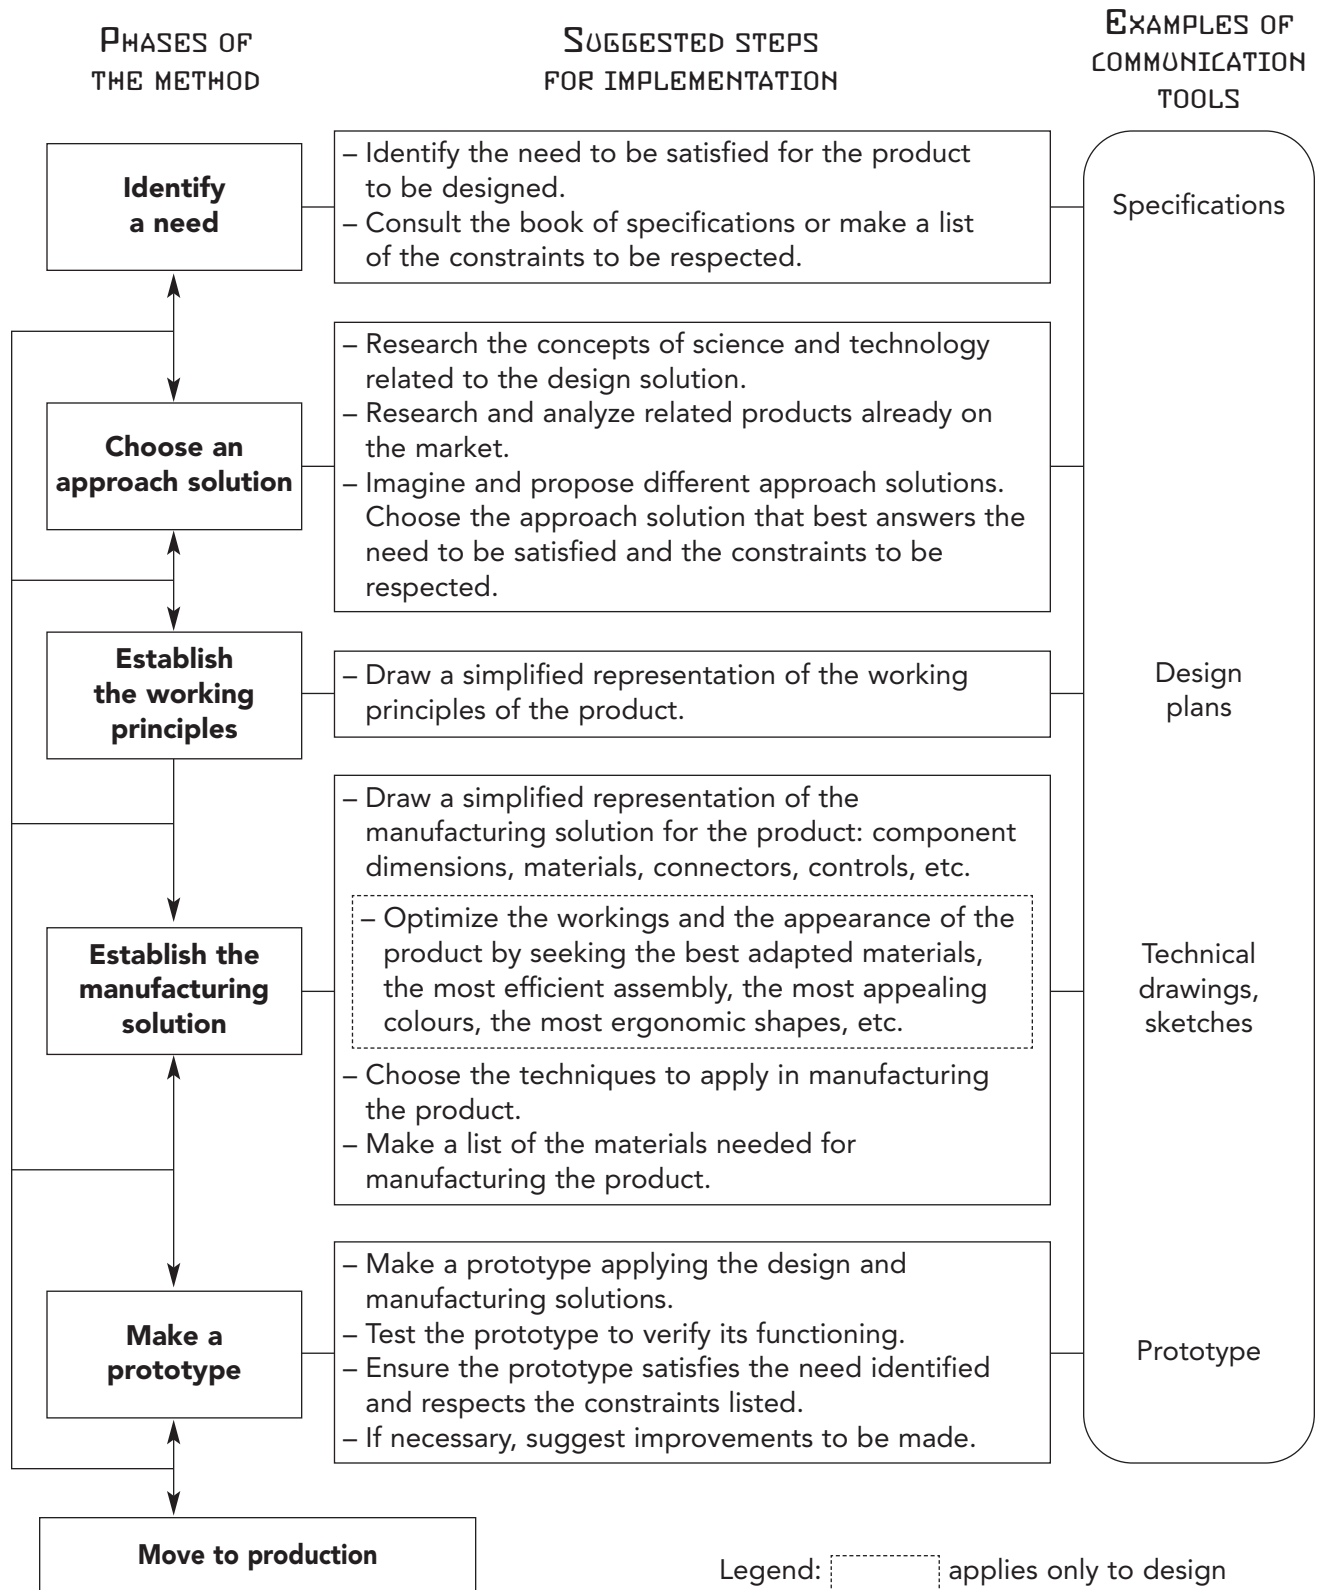 PHASES OF
THE METHOD
SUGGESTED STEPS
FOR IMPLEMENTATION
EXAMPLES OF
COMMUNICATION
TOOLS
Identify
a need
– Identify the need to be satisfied for the product
to be designed.
– Consult the book of specifications or make a list
of the constraints to be respected.
Specifications
Choose an
approach solution
– Research the concepts of science and technology
related to the design solution.
– Research and analyze related products already on
the market.
– Imagine and propose different approach solutions.
Choose the approach solution that best answers the
need to be satisfied and the constraints to be
respected.
Establish
the working
principles
– Draw a simplified representation of the working
principles of the product.
Design
plans
Establish the
manufacturing
solution
– Draw a simplified representation of the
manufacturing solution for the product: component
dimensions, materials, connectors, controls, etc.
– Optimize the workings and the appearance of the
product by seeking the best adapted materials,
the most efficient assembly, the most appealing
colours, the most ergonomic shapes, etc.
– Choose the techniques to apply in manufacturing
the product.
– Make a list of the materials needed for
manufacturing the product.
Technical
drawings,
sketches
Make a
prototype
– Make a prototype applying the design and
manufacturing solutions.
– Test the prototype to verify its functioning.
– Ensure the prototype satisfies the need identified
and respects the constraints listed.
– If necessary, suggest improvements to be made.
Prototype
Move to production
Legend: applies only to design